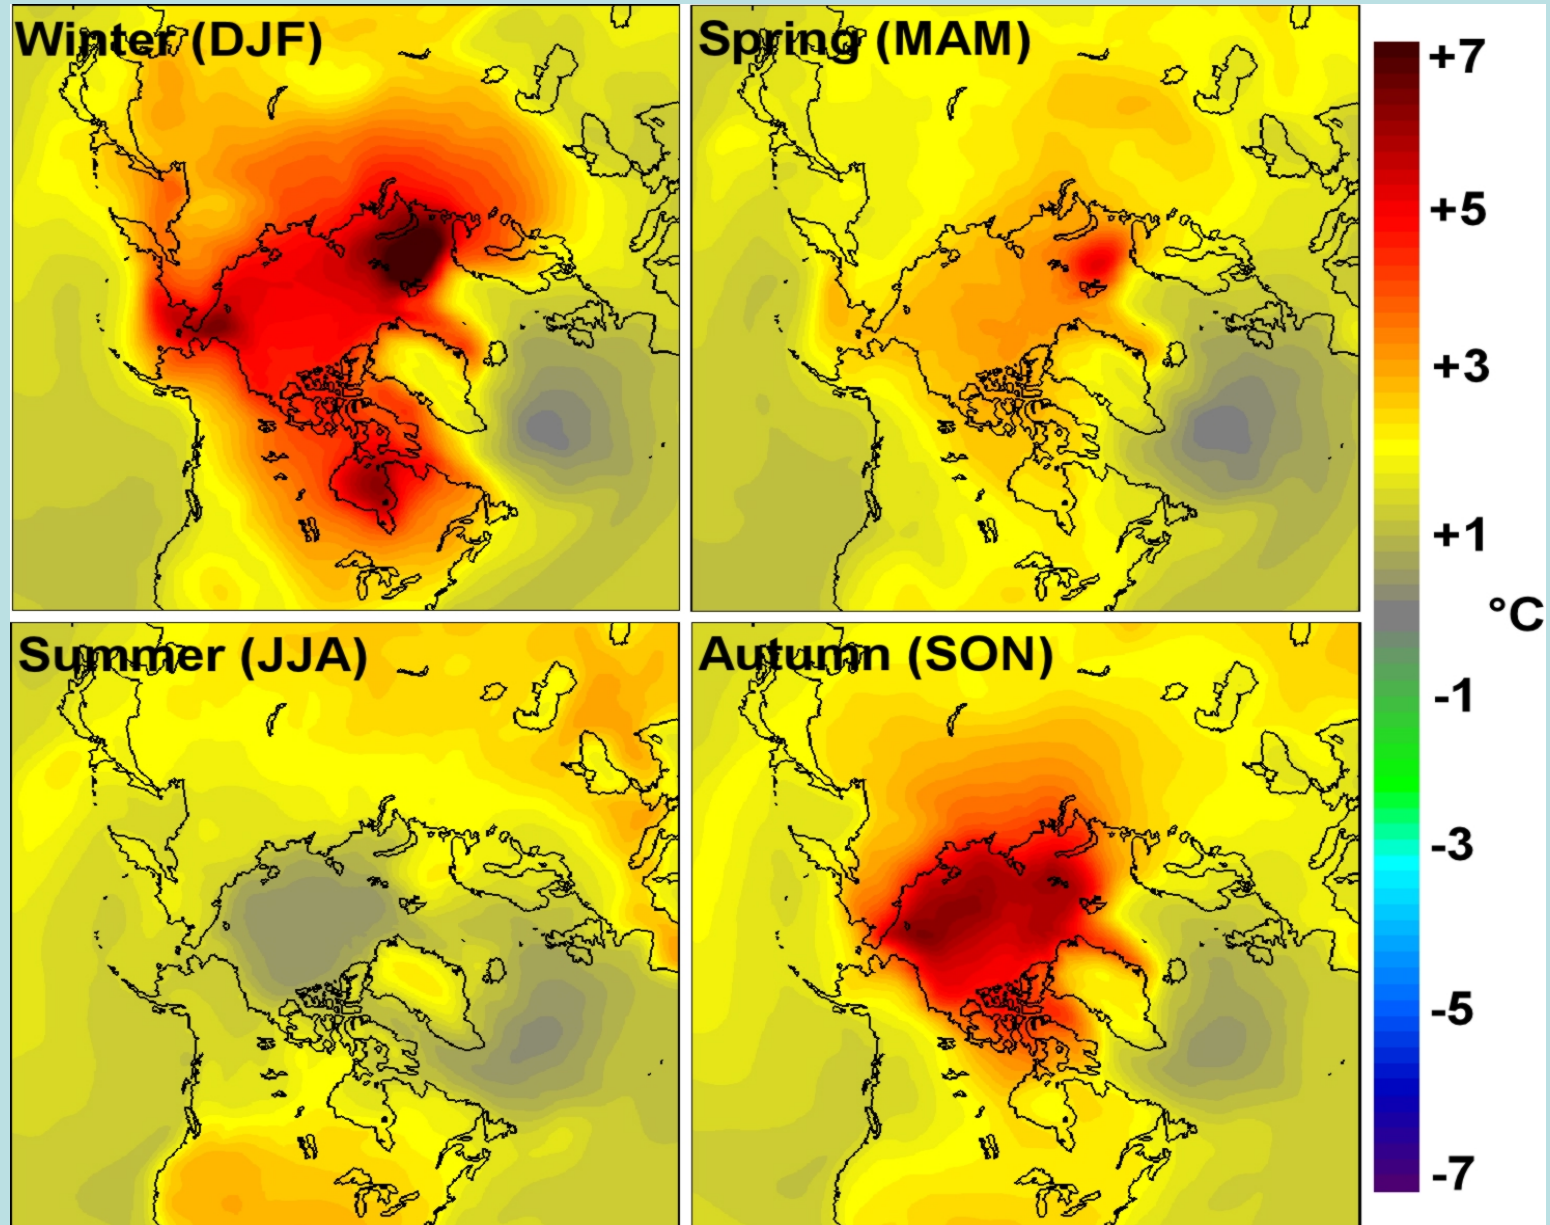 Winter (DJF)
Spring (MAM)
Summer (JJA)
Autumn (SON)
+7
+5
+3
+1
°C
-1
-3
-5
-7